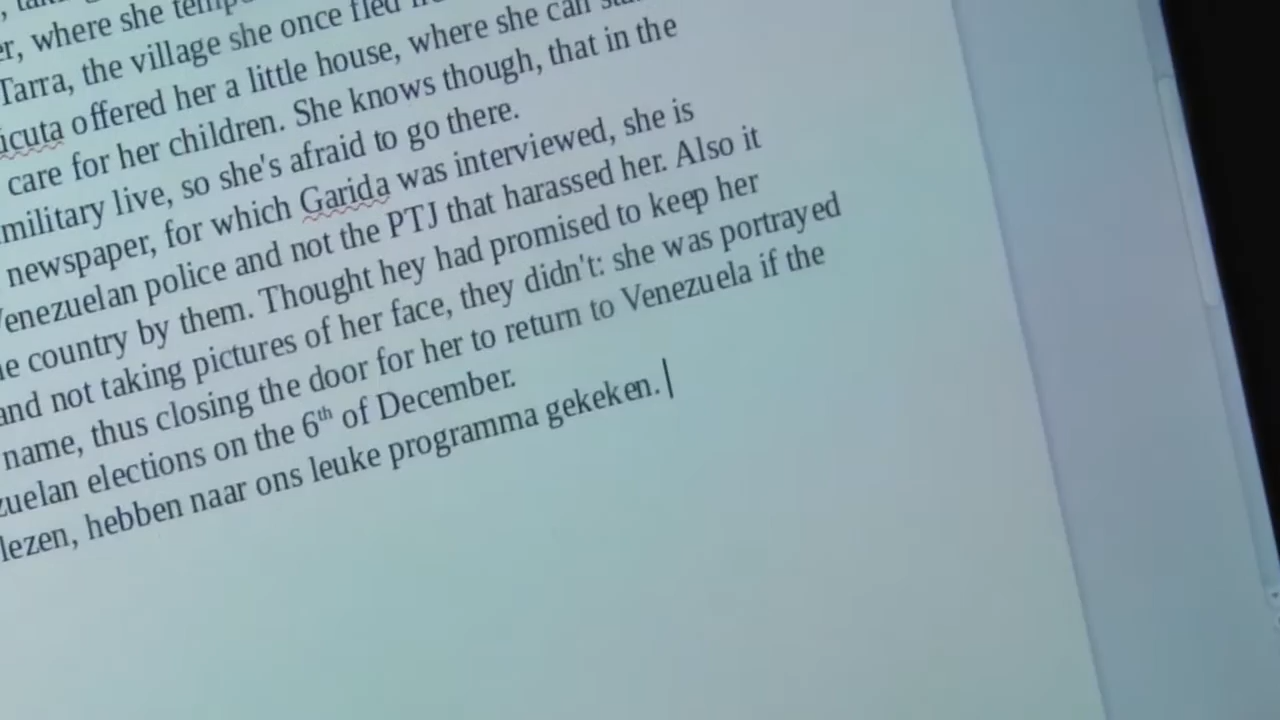 where she
Tarra, the village she once fled
offered her a little house, where she can
care for her children. She knows though, that in the
military live, so she's afraid to go there.
newspaper, for which Garida was interviewed, she is
Venezuelan police and not the PTJ that harassed her. Also it
country by them. Thought hey had promised to keep her
and not taking pictures of her face, they didn't: she was portrayed
name, thus closing the door for her to return to Venezuela if the
elections on the 6th of December.
lezen, hebben naar ons leuke programma gekeken.